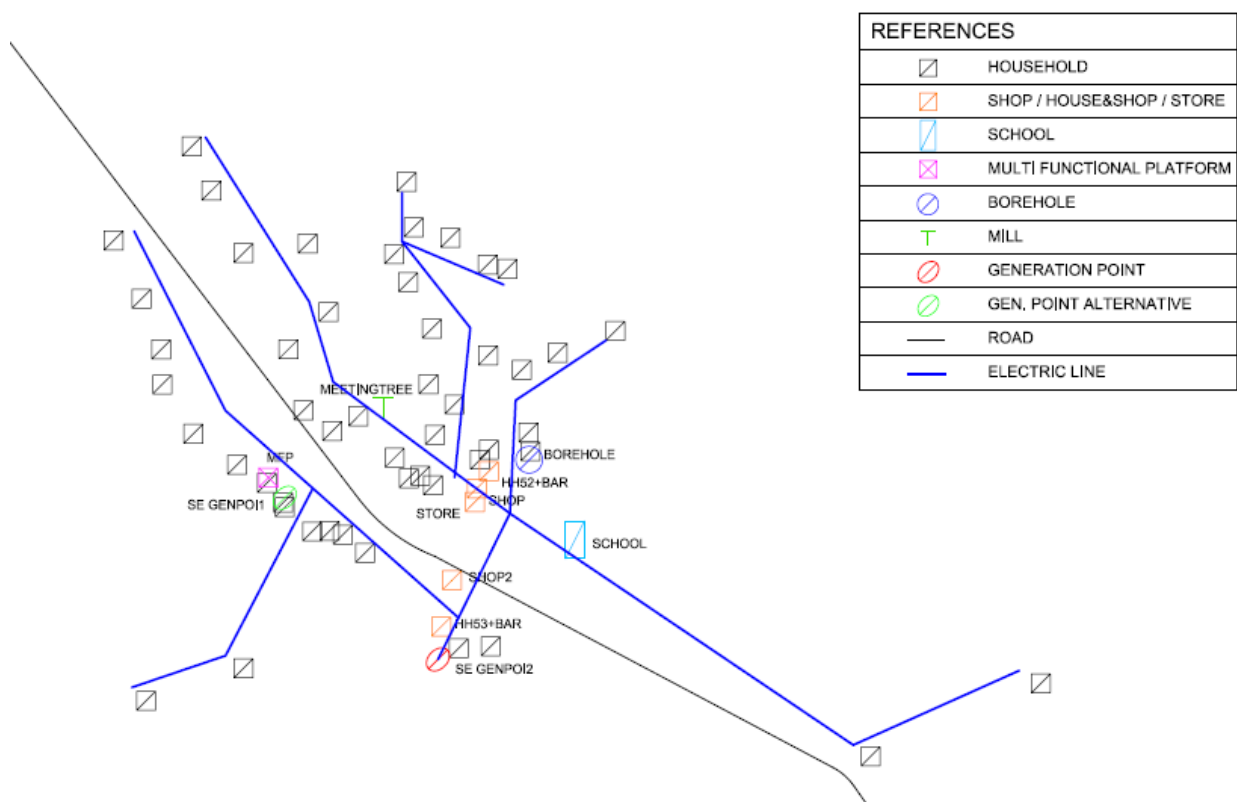 REFERENCES
HOUSEHOLD
SHOP / HOUSE&SHOP / STORE
SCHOOL
MULTI FUNCTIONAL PLATFORM
BOREHOLE
MILL
GENERATION POINT
GEN. POINT ALTERNATIVE
ROAD
ELECTRIC LINE
MEETINGTREE
MFP
BOREHOLE
HH52+BAR
SE GENPOI1
SHOP
STORE
SCHOOL
SHOP2
HH53+BAR
SE GENPOI2